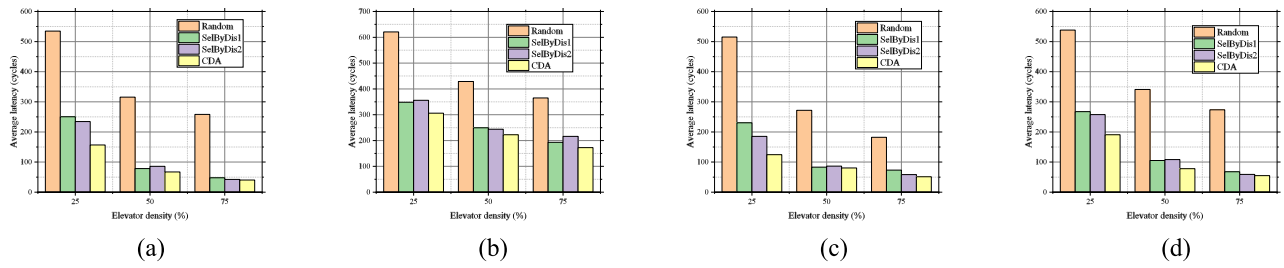 600
500
400
300
200
100
0
Average latency (cycles)
Random
SelByDis1
SelByDis2
CDA
25
50
75
Elevator density (%)
(a)
700
600
500
400
300
200
100
0
Average latency (cycles)
Random
SelByDis1
SelByDis2
CDA
25
50
75
Elevator density (%)
(b)
600
500
400
300
200
100
0
Average latency (cycles)
Random
SelByDis1
SelByDis2
CDA
25
50
75
Elevator density (%)
(c)
600
500
400
300
200
100
0
Average latency (cycles)
Random
SelByDis1
SelByDis2
CDA
25
50
75
Elevator density (%)
(d)